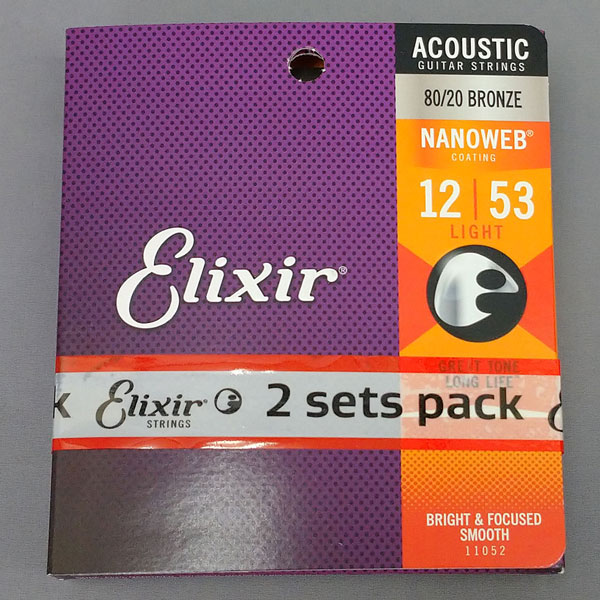 ACOUSTIC
GUITAR STRINGS
80/20 BRONZE
NANOWEB®
COATING
12 | 53
LIGHT
Elixir®
GREAT TONE
LONG LIFE
k Elixir® STRINGS 2 sets pack E
BRIGHT & FOCUSED
SMOOTH
11052